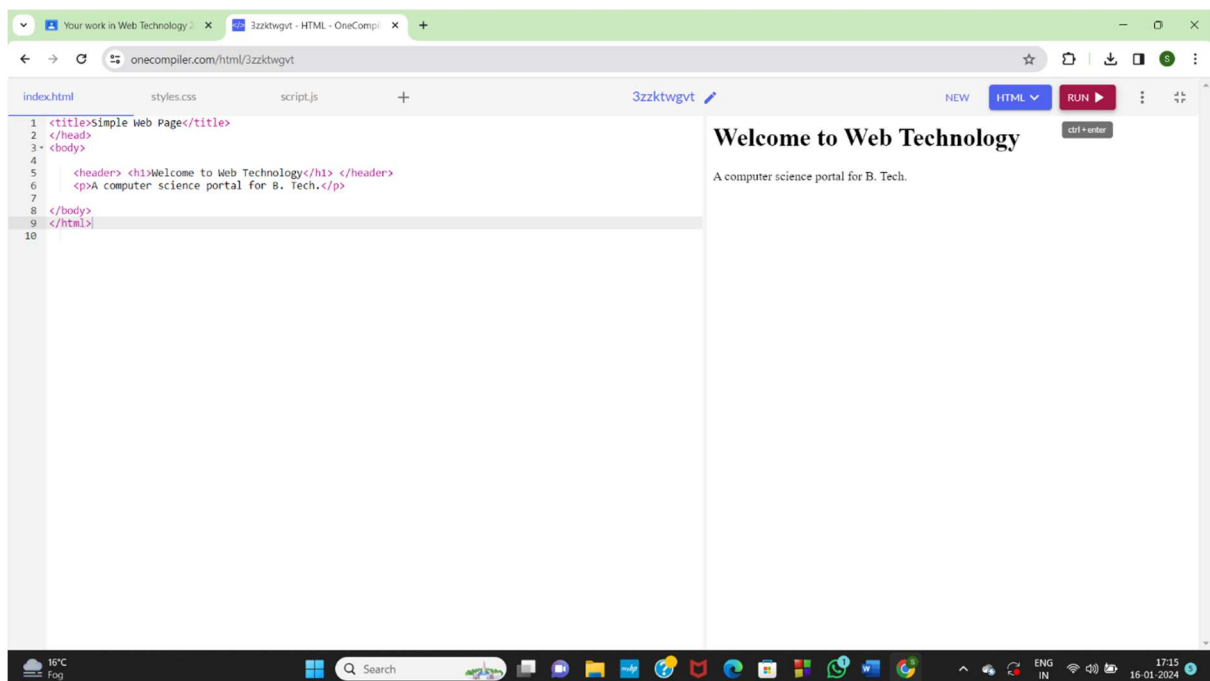 Your work in Web Technology 2
3zzktwgvt - HTML - OneCompil
onecompiler.com/html/3zzktwgvt
S
index.html
styles.css
script.js
3zzktwgvt
NEW
HTML
RUN
ctrl + enter
1 <title>Simple Web Page</title>
2 </head>
3 <body>
4
5 <header> <h1>Welcome to Web Technology</h1> </header>
6 <p>A computer science portal for B. Tech.</p>
7
8 </body>
9 </html>
10
Welcome to Web Technology
A computer science portal for B. Tech.
16°C
Fog
Search
ENG
IN
17:15
16-01-2024